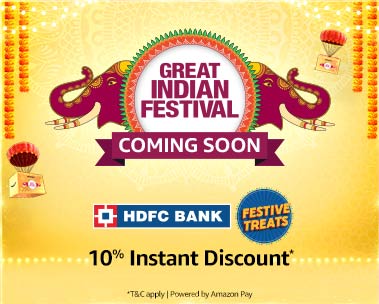 GREAT
INDIAN
FESTIVAL
COMING SOON
HDFC BANK
FESTIVE
TREATS
10% Instant Discount*
*T&C apply | Powered by Amazon Pay